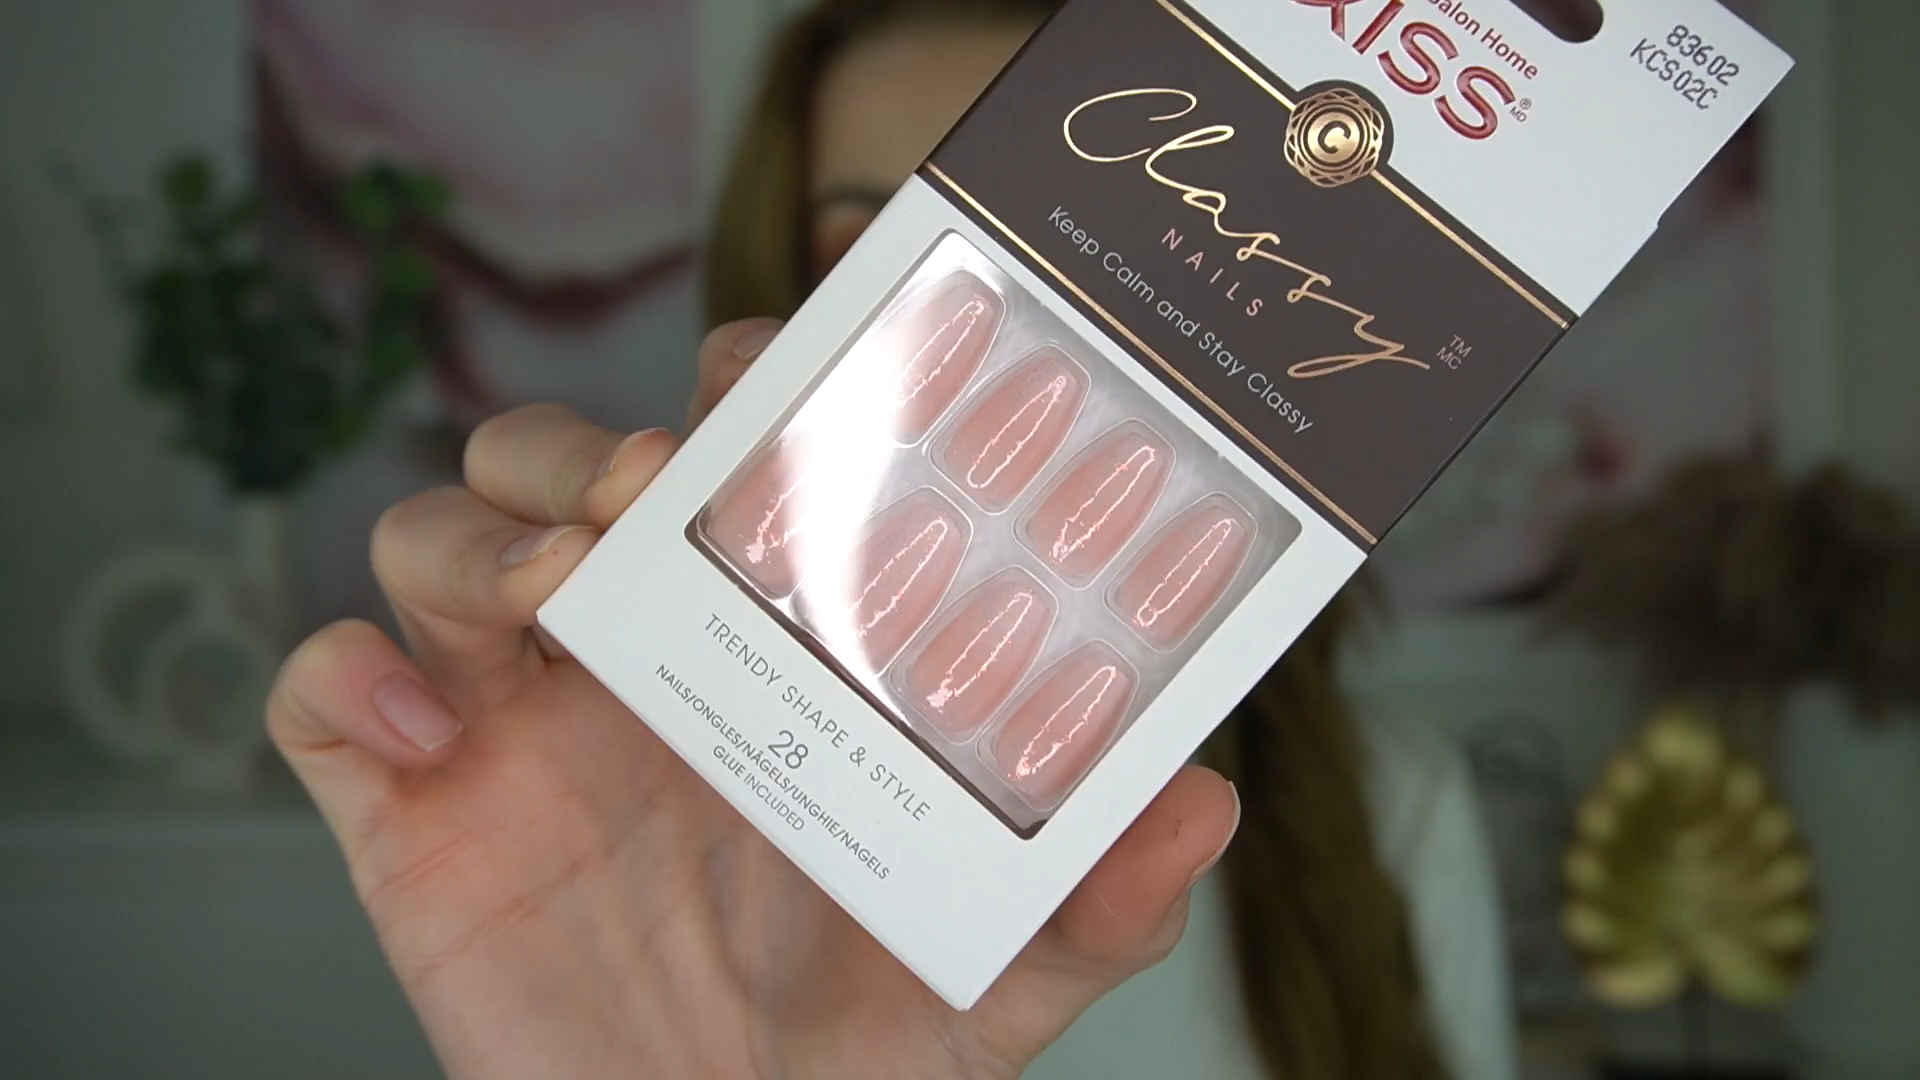 Salon Home
KISS®
MD
83602
KCS02C
C
Classy
NAILS
TM
MC
Keep Calm and Stay Classy
TRENDY SHAPE & STYLE
28
NAILS/ONGLES/NÄGELS/UNGHIE/NAGELS
GLUE INCLUDED